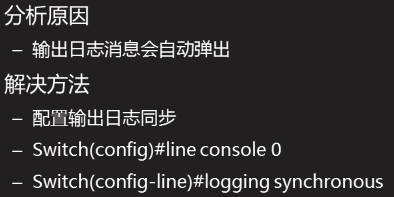 分析原因
– 输出日志消息会自动弹出
解决方法
– 配置输出日志同步
– Switch(config)#line console 0
– Switch(config-line)#logging synchronous